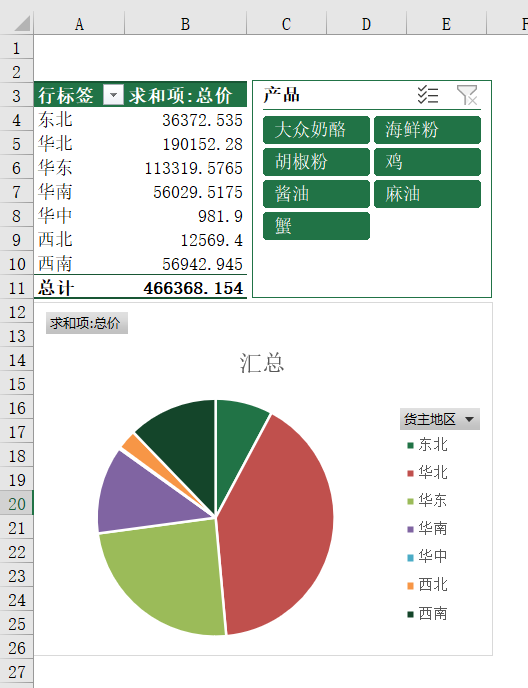 A B C D E F
1
2
3 行标签 求和项:总价 产品
4 东北 36372.535 大众奶酪 海鲜粉
5 华北 190152.28 胡椒粉 鸡
6 华东 113319.5765
7 华南 56029.5175 酱油 麻油
8 华中 981.9 蟹
9 西北 12569.4
10 西南 56942.945
11 总计 466368.154
12
13 求和项:总价
14 汇总
15
16
17 货主地区
18 东北
19 华北
20 华东
21 华南
22 华中
23 西北
24 西南
25
26
27